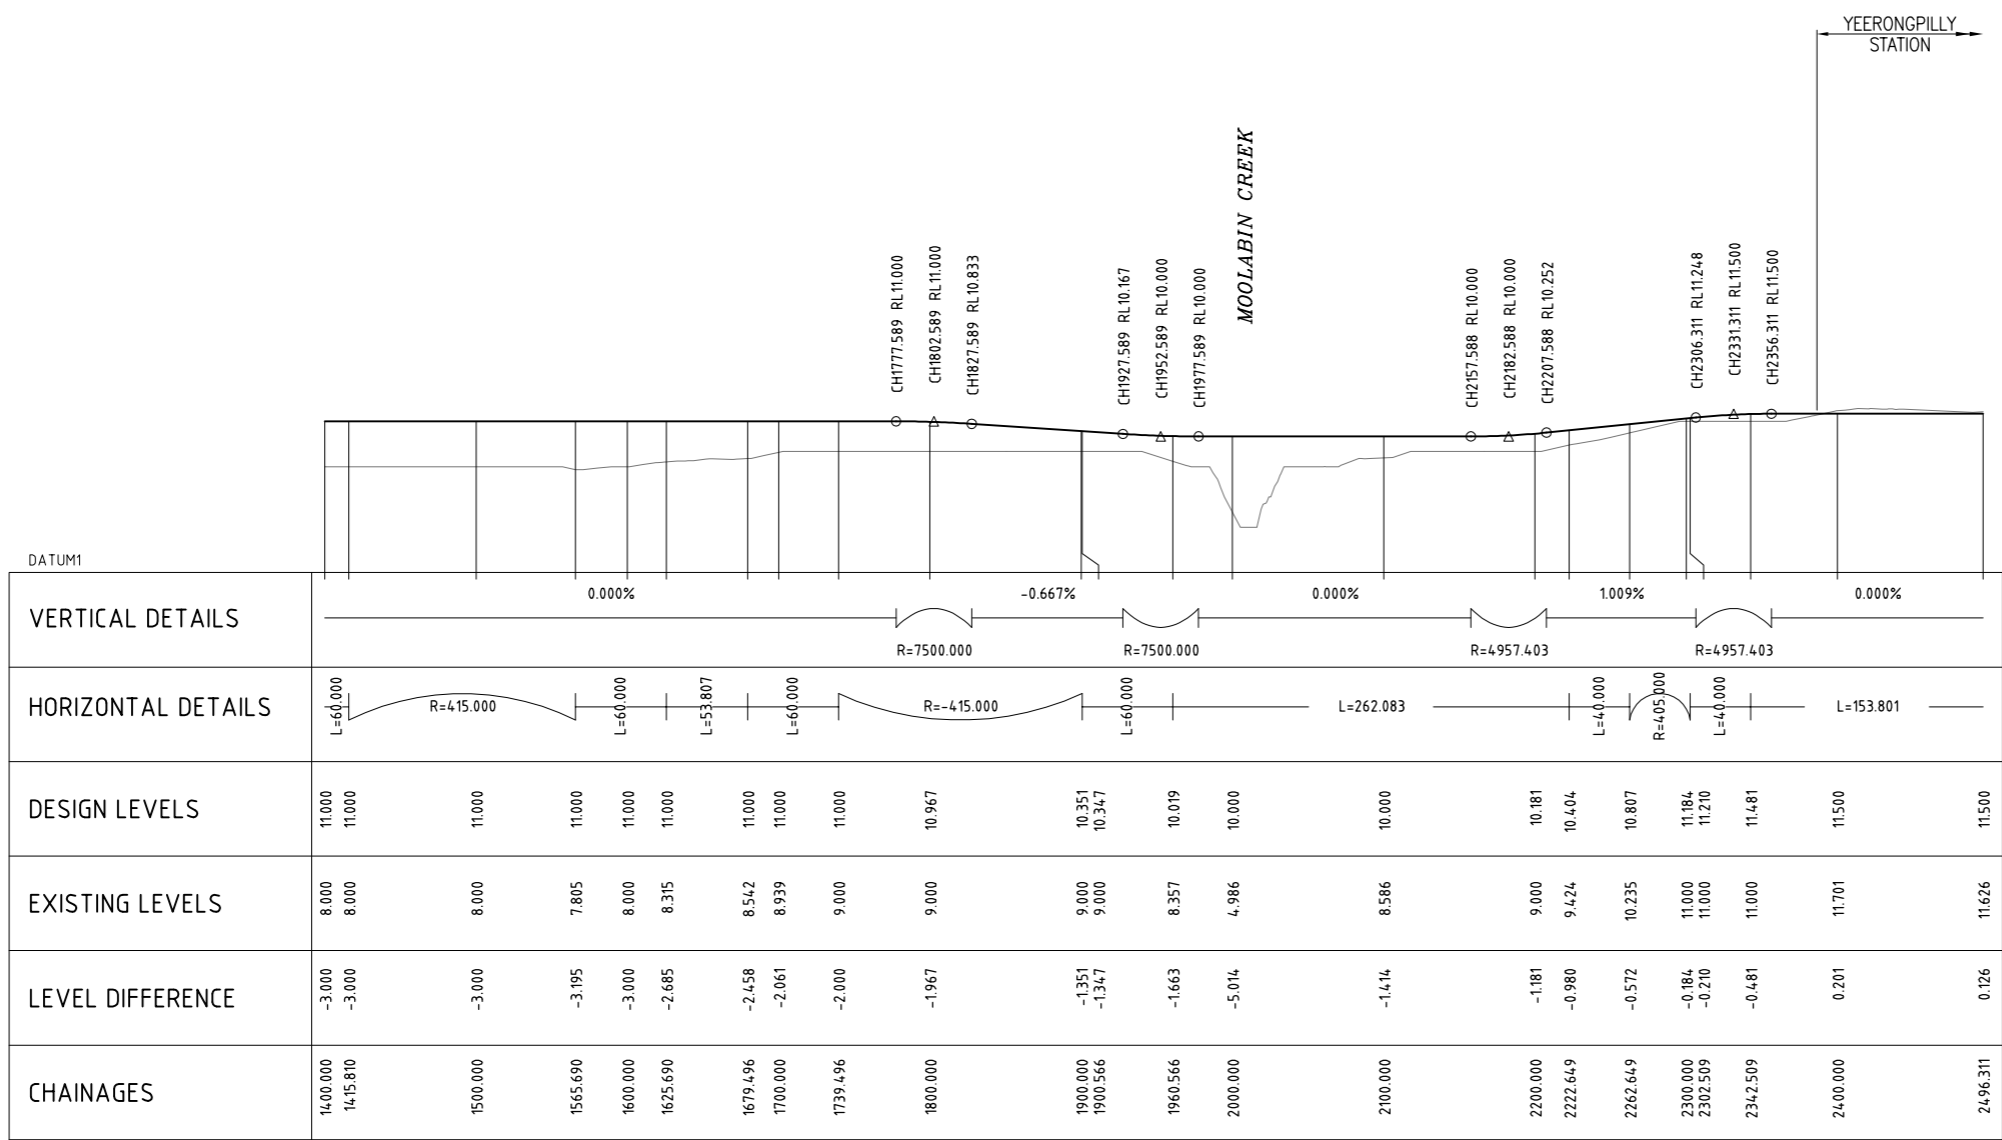 YEERONGPILLY
STATION
MOOLABIN CREEK
CH1777.589 RL11.000
CH1802.589 RL11.000
CH1827.589 RL10.833
CH1927.589 RL10.167
CH1952.589 RL10.000
CH1977.589 RL10.000
CH2157.588 RL10.000
CH2182.588 RL10.000
CH2207.588 RL10.252
CH2306.311 RL11.248
CH2331.311 RL11.500
CH2356.311 RL11.500
DATUM1
VERTICAL DETAILS
0.000% -0.667% 0.000% 1.009% 0.000%
R=7500.000 R=7500.000 R=4957.403 R=4957.403
HORIZONTAL DETAILS
L=60.000 R=415.000 L=60.000 L=53.807 L=60.000 R=-415.000 L=60.000 L=262.083 L=40.000 R=405.000 L=40.000 L=153.801
DESIGN LEVELS
11.000 11.000 11.000 11.000 11.000 11.000 11.000 11.000 11.000 10.967 10.351 10.347 10.019 10.000 10.000 10.181 10.404 10.807 11.184 11.210 11.481 11.500 11.500
EXISTING LEVELS
8.000 8.000 8.000 7.805 8.000 8.315 8.542 8.939 9.000 9.000 9.000 9.000 8.357 4.986 8.586 9.000 9.424 10.235 11.000 11.000 11.000 11.701 11.626
LEVEL DIFFERENCE
-3.000 -3.000 -3.000 -3.195 -3.000 -2.685 -2.458 -2.061 -2.000 -1.967 -1.351 -1.347 -1.663 -5.014 -1.414 -1.181 -0.980 -0.572 -0.184 -0.210 -0.481 0.201 0.126
CHAINAGES
1400.000 1415.810 1500.000 1565.690 1600.000 1625.690 1679.496 1700.000 1739.496 1800.000 1900.000 1900.566 1960.566 2000.000 2100.000 2200.000 2222.649 2262.649 2300.000 2302.509 2342.509 2400.000 2496.311